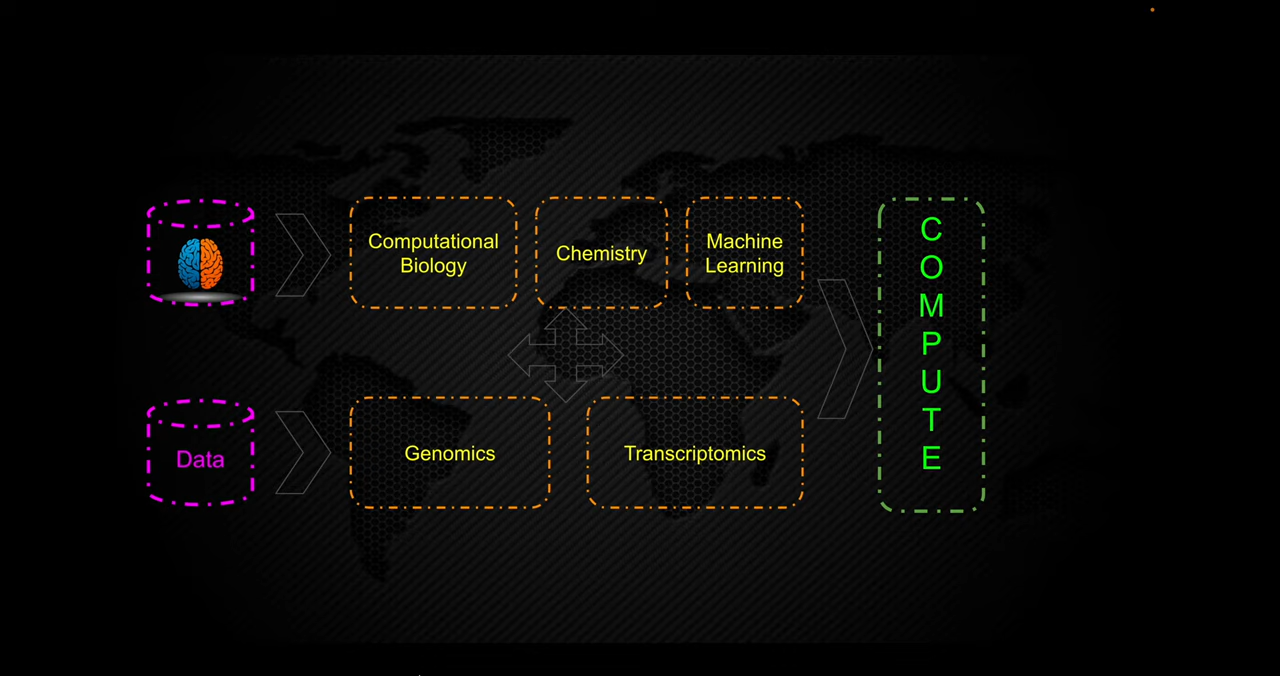 Computational
Biology
Chemistry
Machine
Learning
C
O
M
P
U
T
E
Data
Genomics
Transcriptomics